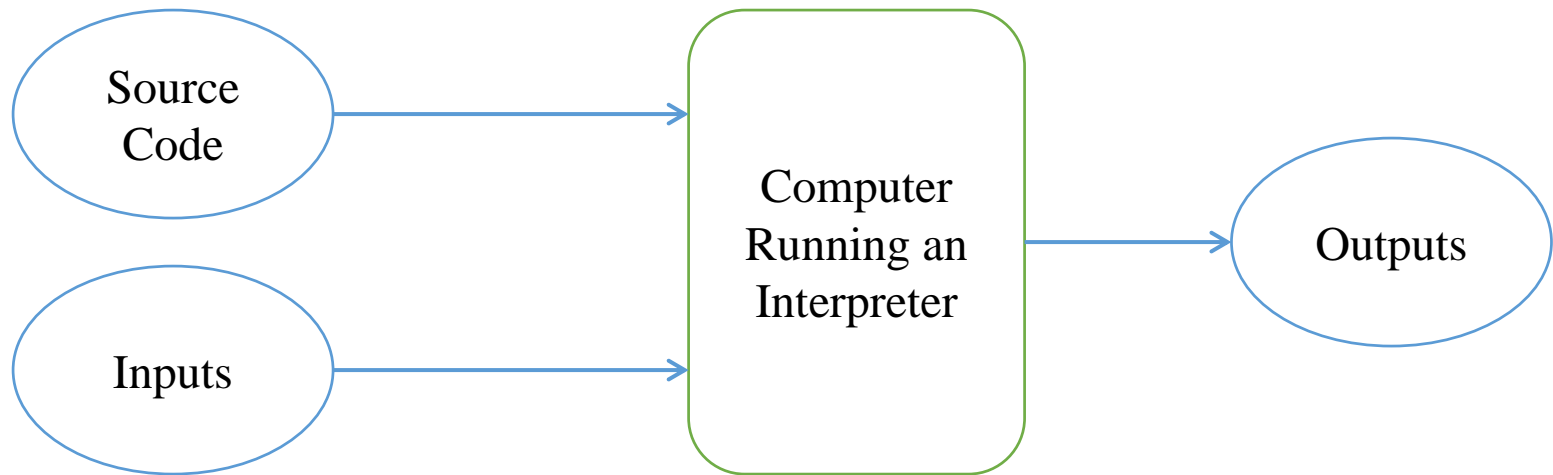 Source
Code
Inputs
Computer
Running an
Interpreter
Outputs